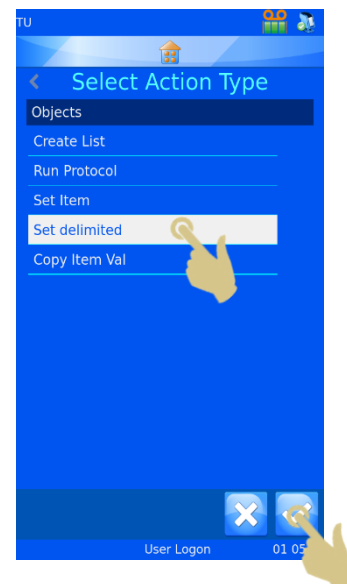 TU
Select Action Type
Objects
Create List
Run Protocol
Set Item
Set delimited
Copy Item Val
User Logon 01 05